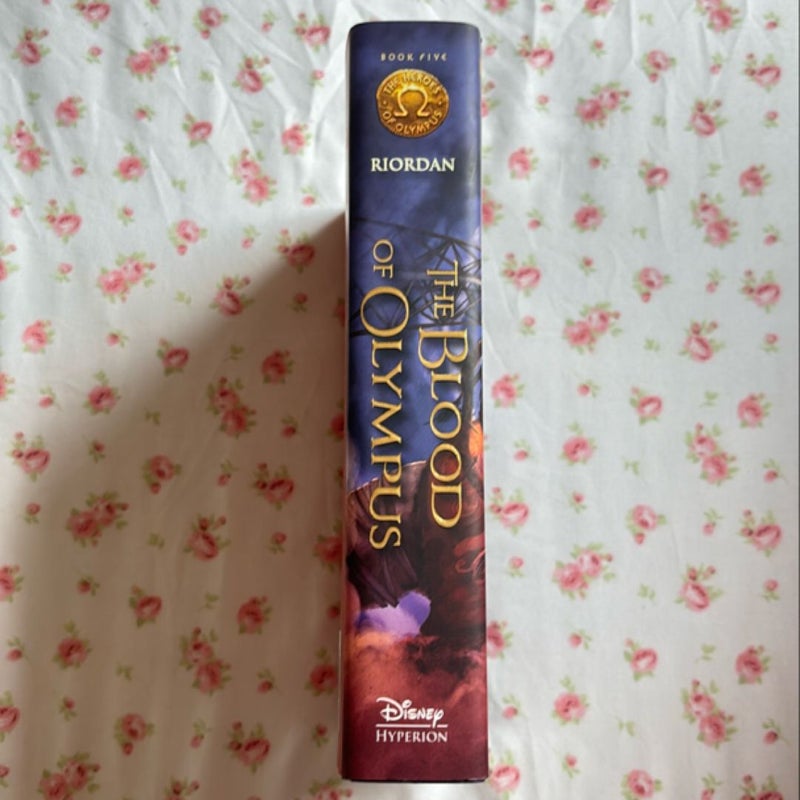 BOOK FIVE
THE HEROES
OF OLYMPUS
RIORDAN
THE BLOOD
OF OLYMPUS
DISNEY
HYPERION